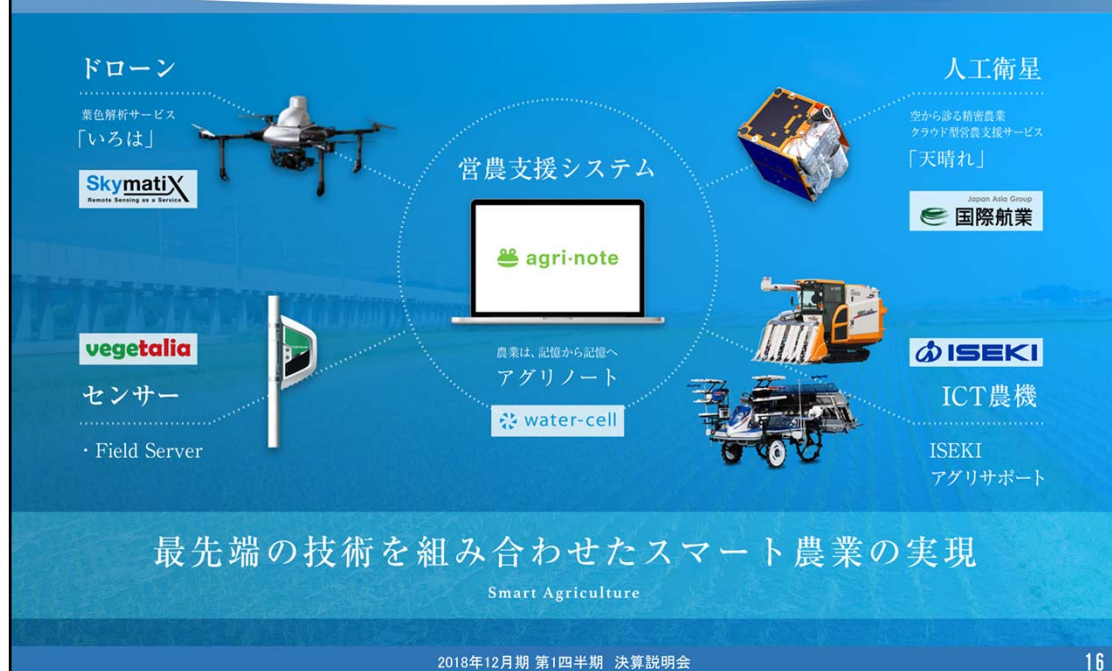 ドローン
葉色解析サービス
「いろは」
SkymatiX
Remote Sensing as a Service
人工衛星
空から診る精密農業
クラウド型営農支援サービス
「天晴れ」
Japan Asia Group
国際航業
営農支援システム
agri·note
農業は、記憶から記憶へ
アグリノート
water-cell
vegetalia
センサー
・Field Server
ISEKI
ICT農機
ISEKI
アグリサポート
最先端の技術を組み合わせたスマート農業の実現
Smart Agriculture
2018年12月期 第1四半期 決算説明会
16